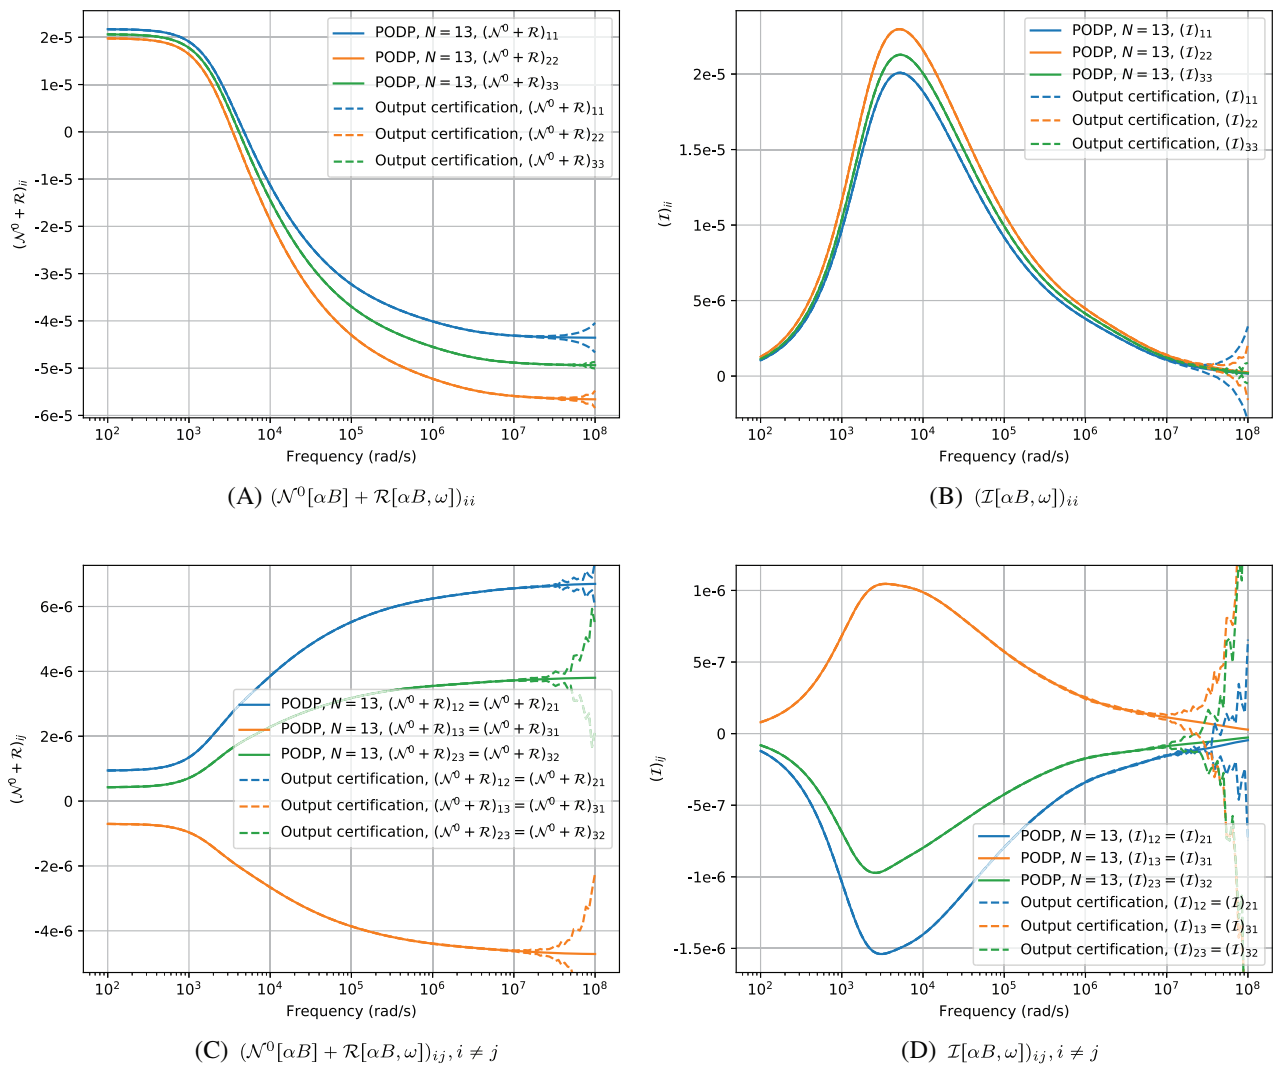 2e-5
1e-5
0
-1e-5
-2e-5
-3e-5
-4e-5
-5e-5
-6e-5
(𝒩⁰ + ℛ)ᵢᵢ
PODP, N = 13, (𝒩⁰ + ℛ)₁₁
PODP, N = 13, (𝒩⁰ + ℛ)₂₂
PODP, N = 13, (𝒩⁰ + ℛ)₃₃
Output certification, (𝒩⁰ + ℛ)₁₁
Output certification, (𝒩⁰ + ℛ)₂₂
Output certification, (𝒩⁰ + ℛ)₃₃
10² 10³ 10⁴ 10⁵ 10⁶ 10⁷ 10⁸
Frequency (rad/s)
(A) (𝒩⁰[αB] + ℛ[αB, ω])ᵢᵢ
2e-5
1.5e-5
1e-5
5e-6
0
(ℐ)ᵢᵢ
PODP, N = 13, (ℐ)₁₁
PODP, N = 13, (ℐ)₂₂
PODP, N = 13, (ℐ)₃₃
Output certification, (ℐ)₁₁
Output certification, (ℐ)₂₂
Output certification, (ℐ)₃₃
10² 10³ 10⁴ 10⁵ 10⁶ 10⁷ 10⁸
Frequency (rad/s)
(B) (ℐ[αB, ω])ᵢᵢ
6e-6
4e-6
2e-6
0
-2e-6
-4e-6
(𝒩⁰ + ℛ)ᵢⱼ
PODP, N = 13, (𝒩⁰ + ℛ)₁₂ = (𝒩⁰ + ℛ)₂₁
PODP, N = 13, (𝒩⁰ + ℛ)₁₃ = (𝒩⁰ + ℛ)₃₁
PODP, N = 13, (𝒩⁰ + ℛ)₂₃ = (𝒩⁰ + ℛ)₃₂
Output certification, (𝒩⁰ + ℛ)₁₂ = (𝒩⁰ + ℛ)₂₁
Output certification, (𝒩⁰ + ℛ)₁₃ = (𝒩⁰ + ℛ)₃₁
Output certification, (𝒩⁰ + ℛ)₂₃ = (𝒩⁰ + ℛ)₃₂
10² 10³ 10⁴ 10⁵ 10⁶ 10⁷ 10⁸
Frequency (rad/s)
(C) (𝒩⁰[αB] + ℛ[αB, ω])ᵢⱼ, i ≠ j
1e-6
5e-7
0
-5e-7
-1e-6
-1.5e-6
(ℐ)ᵢⱼ
PODP, N = 13, (ℐ)₁₂ = (ℐ)₂₁
PODP, N = 13, (ℐ)₁₃ = (ℐ)₃₁
PODP, N = 13, (ℐ)₂₃ = (ℐ)₃₂
Output certification, (ℐ)₁₂ = (ℐ)₂₁
Output certification, (ℐ)₁₃ = (ℐ)₃₁
Output certification, (ℐ)₂₃ = (ℐ)₃₂
10² 10³ 10⁴ 10⁵ 10⁶ 10⁷ 10⁸
Frequency (rad/s)
(D) ℐ[αB, ω])ᵢⱼ, i ≠ j